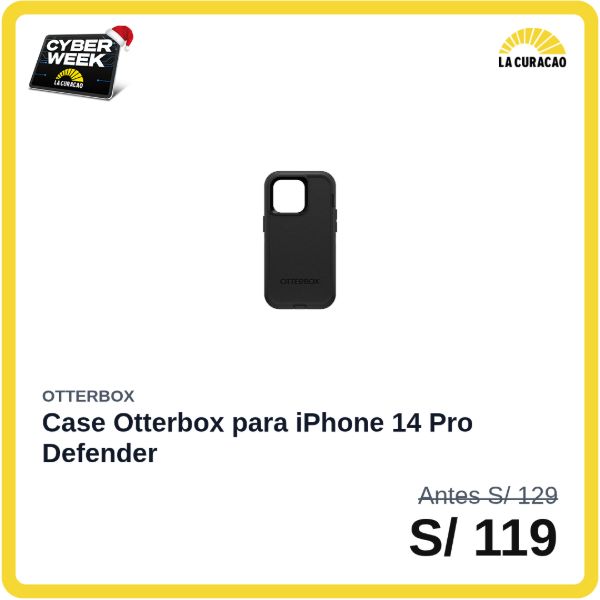 CYBER
WEEK
LA CURACAO
LA CURACAO
OTTERBOX
OTTERBOX
Case Otterbox para iPhone 14 Pro
Defender
Antes S/ 129
S/ 119